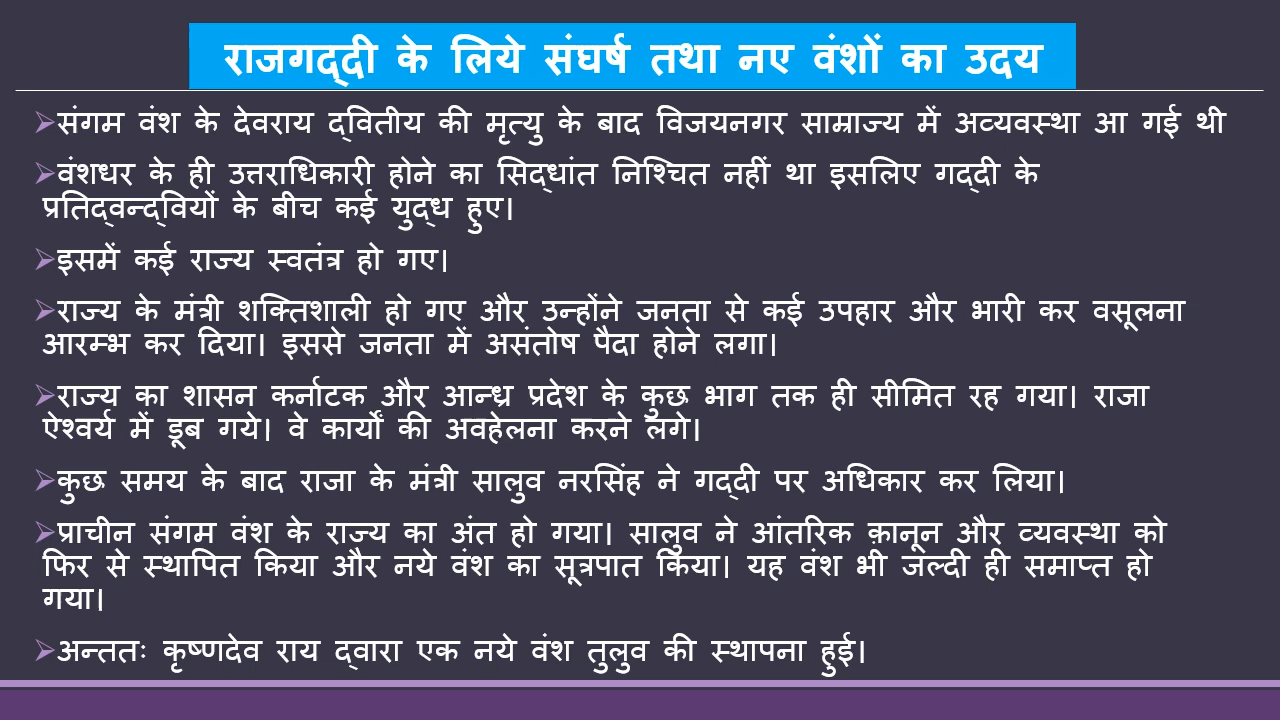 राजगद्दी के लिये संघर्ष तथा नए वंशों का उदय
➢संगम वंश के देवराय द्वितीय की मृत्यु के बाद विजयनगर साम्राज्य में अव्यवस्था आ गई थी
➢वंशधर के ही उत्तराधिकारी होने का सिद्धांत निश्चित नहीं था इसलिए गद्दी के
प्रतिद्वन्द्वियों के बीच कई युद्ध हुए।
➢इसमें कई राज्य स्वतंत्र हो गए।
➢राज्य के मंत्री शक्तिशाली हो गए और उन्होंने जनता से कई उपहार और भारी कर वसूलना
आरम्भ कर दिया। इससे जनता में असंतोष पैदा होने लगा।
➢राज्य का शासन कर्नाटक और आन्ध्र प्रदेश के कुछ भाग तक ही सीमित रह गया। राजा
ऐश्वर्य में डूब गये। वे कार्यों की अवहेलना करने लगे।
➢कुछ समय के बाद राजा के मंत्री सालुव नरसिंह ने गद्दी पर अधिकार कर लिया।
➢प्राचीन संगम वंश के राज्य का अंत हो गया। सालुव ने आंतरिक क़ानून और व्यवस्था को
फिर से स्थापित किया और नये वंश का सूत्रपात किया। यह वंश भी जल्दी ही समाप्त हो
गया।
➢अन्ततः कृष्णदेव राय द्वारा एक नये वंश तुलुव की स्थापना हुई।